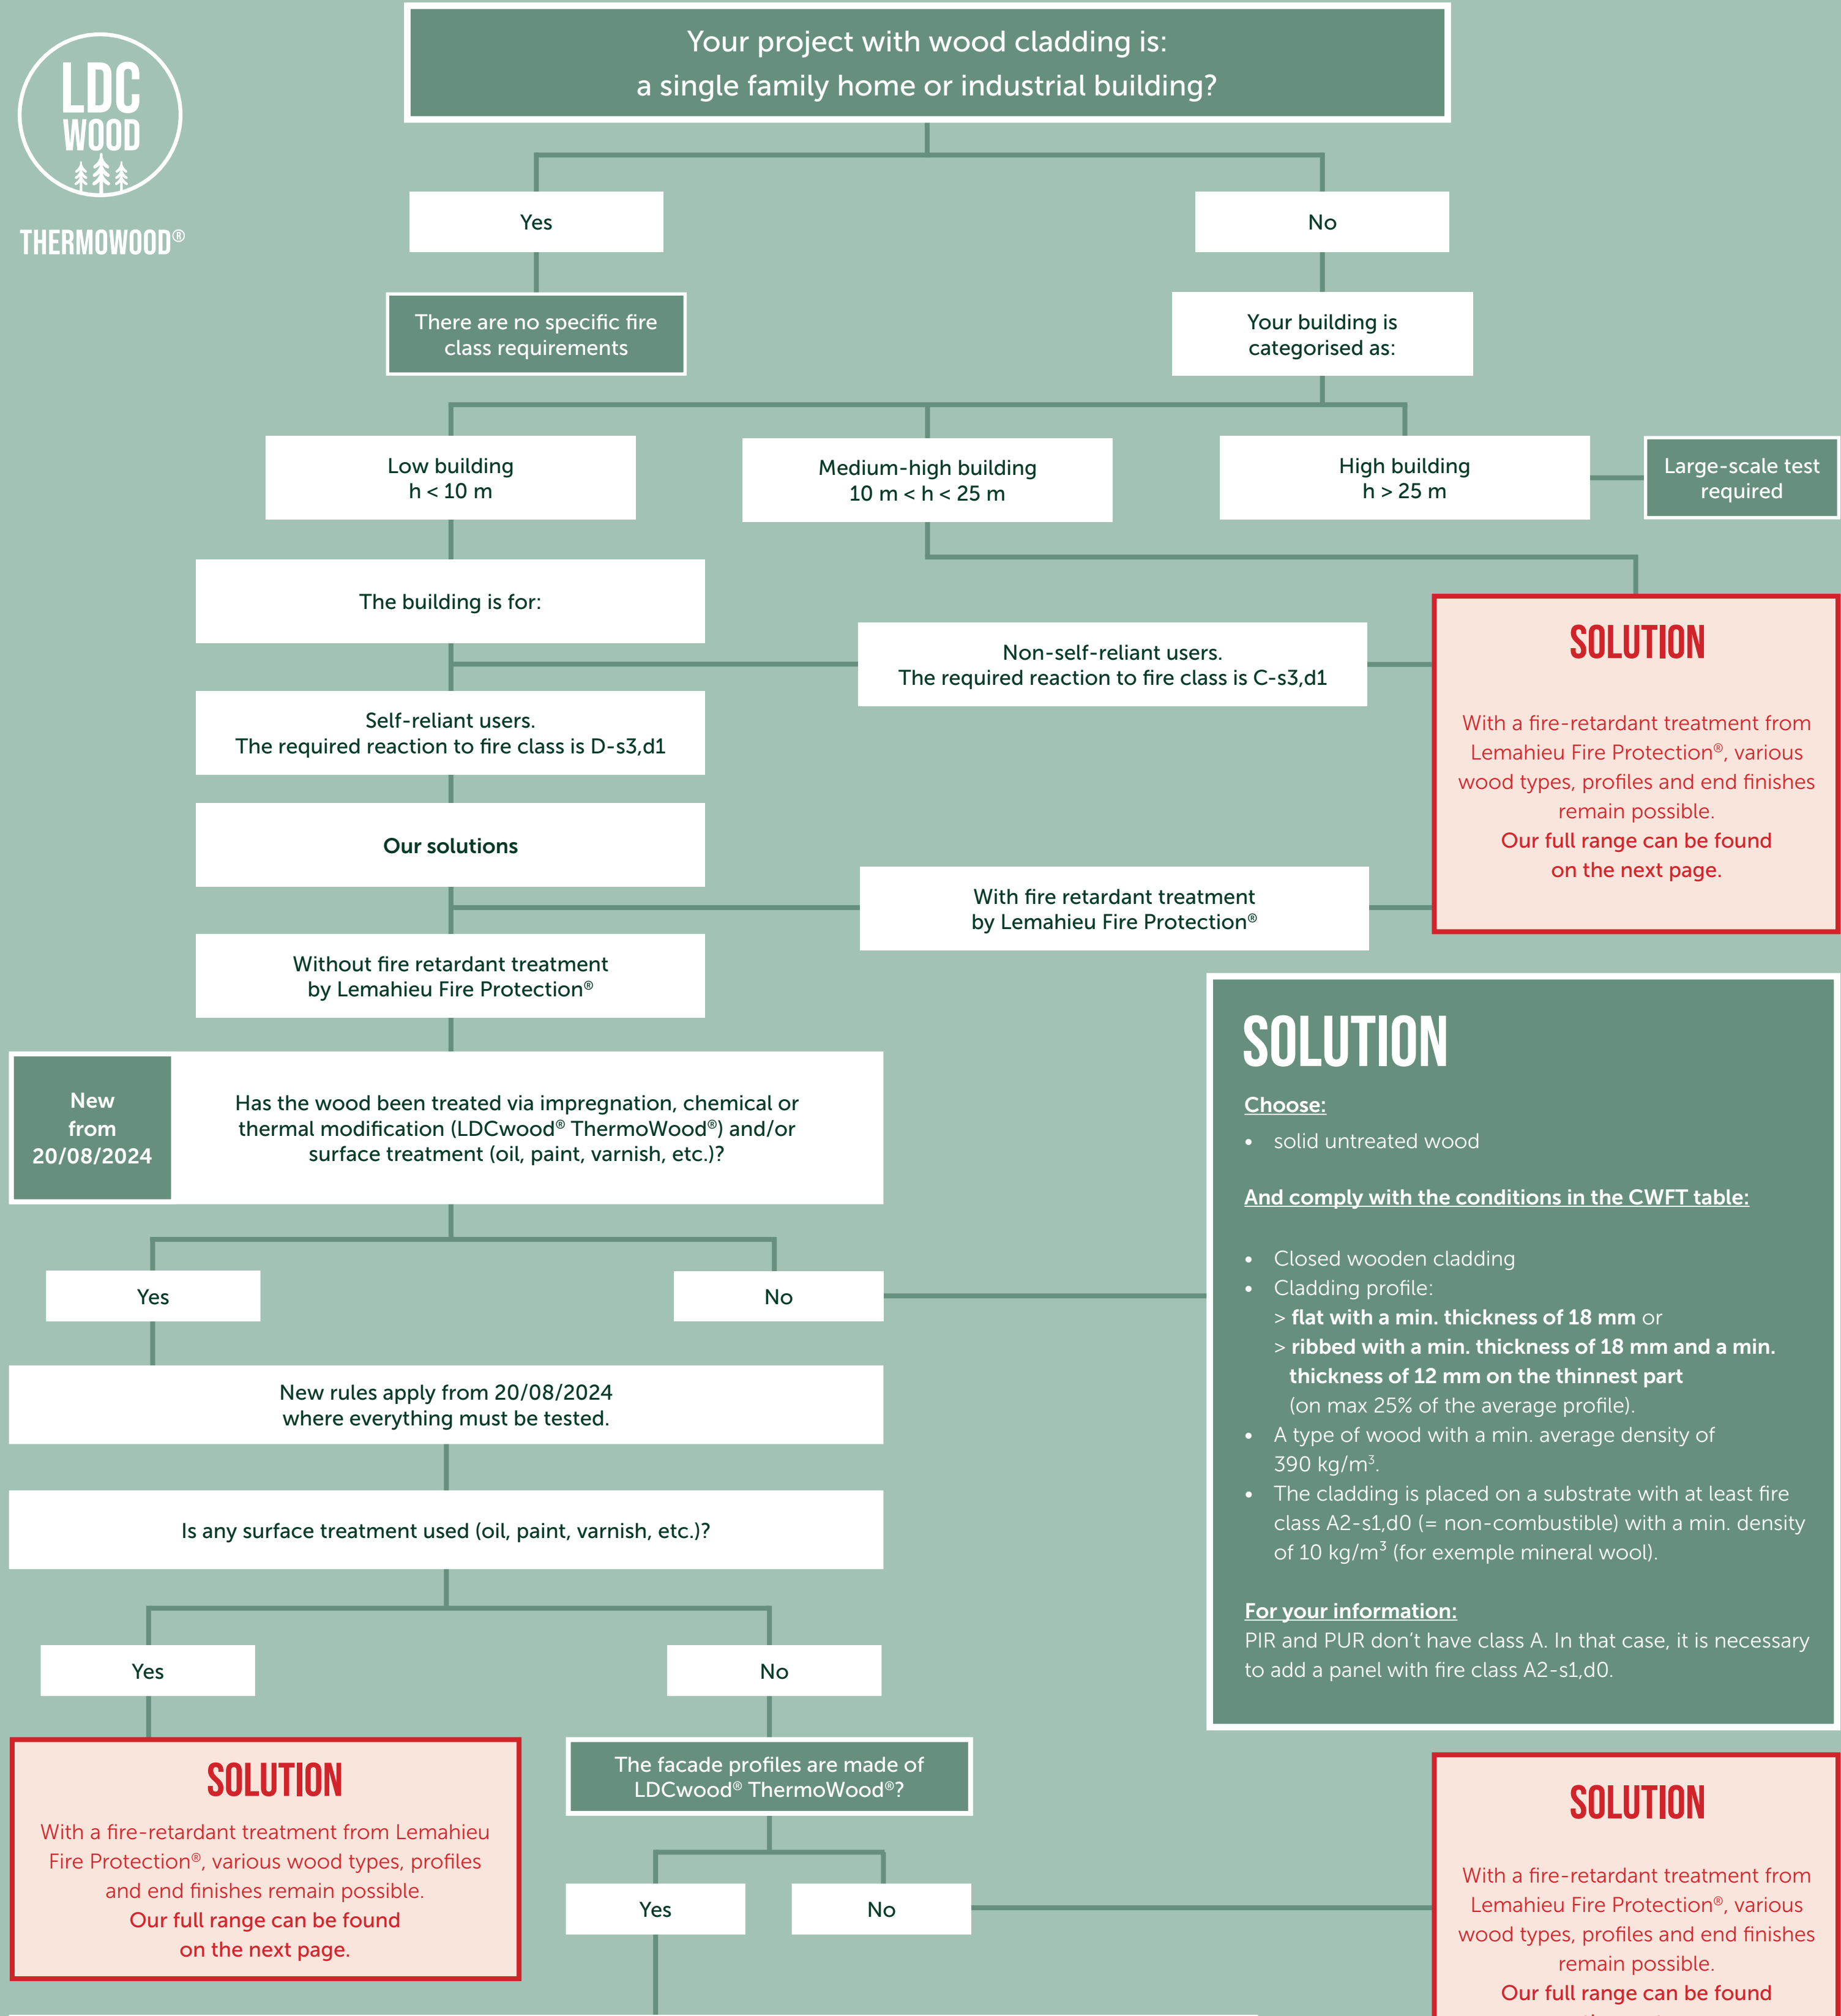 LDC
WOOD
THERMOWOOD®
Your project with wood cladding is:
a single family home or industrial building?
Yes
No
There are no specific fire
class requirements
Your building is
categorised as:
Low building
h < 10 m
Medium-high building
10 m < h < 25 m
High building
h > 25 m
Large-scale test
required
The building is for:
Non-self-reliant users.
The required reaction to fire class is C-s3,d1
Self-reliant users.
The required reaction to fire class is D-s3,d1
SOLUTION
With a fire-retardant treatment from
Lemahieu Fire Protection®, various
wood types, profiles and end finishes
remain possible.
Our full range can be found
on the next page.
Our solutions
With fire retardant treatment
by Lemahieu Fire Protection®
Without fire retardant treatment
by Lemahieu Fire Protection®
New
from
20/08/2024
Has the wood been treated via impregnation, chemical or
thermal modification (LDCwood® ThermoWood®) and/or
surface treatment (oil, paint, varnish, etc.)?
Yes
No
SOLUTION
Choose:
• solid untreated wood
And comply with the conditions in the CWFT table:
• Closed wooden cladding
• Cladding profile:
> flat with a min. thickness of 18 mm or
> ribbed with a min. thickness of 18 mm and a min.
thickness of 12 mm on the thinnest part
(on max 25% of the average profile).
• A type of wood with a min. average density of
390 kg/m³.
• The cladding is placed on a substrate with at least fire
class A2-s1,d0 (= non-combustible) with a min. density
of 10 kg/m³ (for exemple mineral wool).
For your information:
PIR and PUR don't have class A. In that case, it is necessary
to add a panel with fire class A2-s1,d0.
New rules apply from 20/08/2024
where everything must be tested.
Is any surface treatment used (oil, paint, varnish, etc.)?
Yes
No
SOLUTION
With a fire-retardant treatment from Lemahieu
Fire Protection®, various wood types, profiles
and end finishes remain possible.
Our full range can be found
on the next page.
The facade profiles are made of
LDCwood® ThermoWood®?
Yes
No
SOLUTION
With a fire-retardant treatment from
Lemahieu Fire Protection®, various
wood types, profiles and end finishes
remain possible.
Our full range can be found